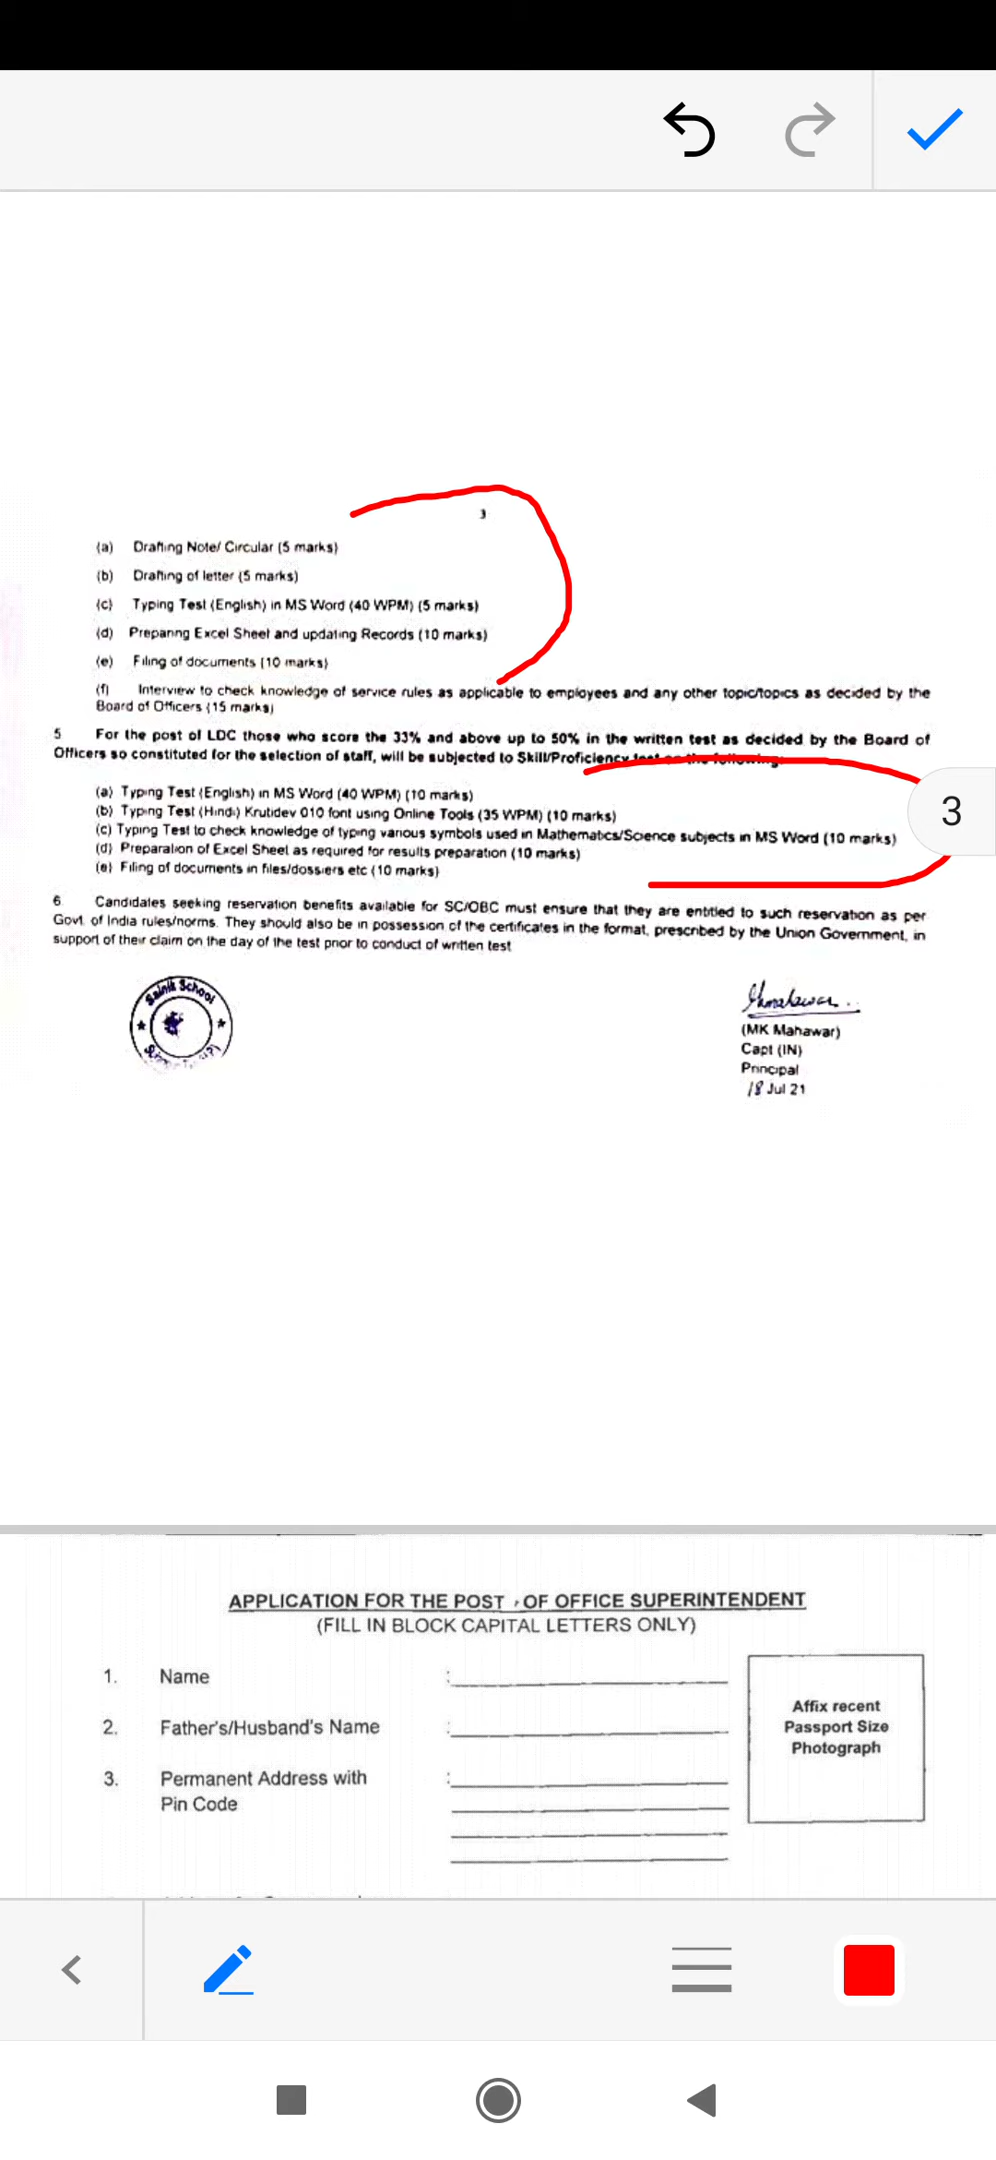 3
(a) Drafting Note/ Circular (5 marks)
(b) Drafting of letter (5 marks)
(c) Typing Test (English) in MS Word (40 WPM) (5 marks)
(d) Preparing Excel Sheet and updating Records (10 marks)
(e) Filing of documents (10 marks)
(f) Interview to check knowledge of service rules as applicable to employees and any other topic/topics as decided by the
Board of Officers (15 marks)
5 For the post of LDC those who score the 33% and above up to 50% in the written test as decided by the Board of
Officers so constituted for the selection of staff, will be subjected to Skill/Proficiency test on the following:
3
(a) Typing Test (English) in MS Word (40 WPM) (10 marks)
(b) Typing Test (Hindi) Krutidev 010 font using Online Tools (35 WPM) (10 marks)
(c) Typing Test to check knowledge of typing various symbols used in Mathematics/Science subjects in MS Word (10 marks)
(d) Preparation of Excel Sheet as required for results preparation (10 marks)
(e) Filing of documents in files/dossiers etc (10 marks)
6 Candidates seeking reservation benefits available for SC/OBC must ensure that they are entitled to such reservation as per
Govt. of India rules/norms. They should also be in possession of the certificates in the format, prescribed by the Union Government, in
support of their claim on the day of the test prior to conduct of written test
Sainik School
(MK Mahawar)
Capt (IN)
Principal
18 Jul 21
APPLICATION FOR THE POST OF OFFICE SUPERINTENDENT
(FILL IN BLOCK CAPITAL LETTERS ONLY)
1. Name :
2. Father's/Husband's Name :
3. Permanent Address with :
Pin Code
Affix recent
Passport Size
Photograph